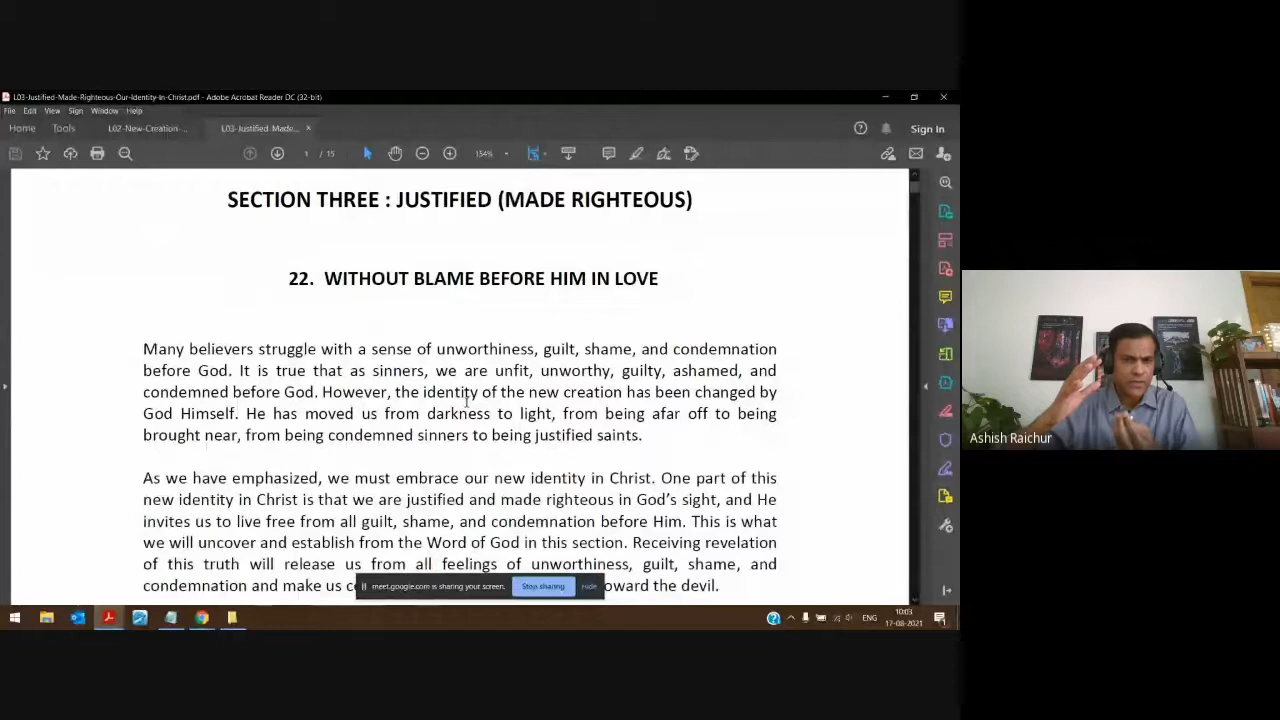 L03-Justified-Made-Righteous-Our-Identity-In-Christ.pdf - Adobe Acrobat Reader DC (32-bit)
File Edit View Sign Window Help
Home Tools L02-New-Creation-... L03-Justified-Made... × Sign In
1 / 15 154%
SECTION THREE : JUSTIFIED (MADE RIGHTEOUS)
22. WITHOUT BLAME BEFORE HIM IN LOVE
Many believers struggle with a sense of unworthiness, guilt, shame, and condemnation
before God. It is true that as sinners, we are unfit, unworthy, guilty, ashamed, and
condemned before God. However, the identity of the new creation has been changed by
God Himself. He has moved us from darkness to light, from being afar off to being
brought near, from being condemned sinners to being justified saints.
As we have emphasized, we must embrace our new identity in Christ. One part of this
new identity in Christ is that we are justified and made righteous in God's sight, and He
invites us to live free from all guilt, shame, and condemnation before Him. This is what
we will uncover and establish from the Word of God in this section. Receiving revelation
of this truth will release us from all feelings of unworthiness, guilt, shame, and
condemnation and make us toward the devil.
meet.google.com is sharing your screen. Stop sharing Hide
ENG 10:03
17-08-2021
Ashish Raichur